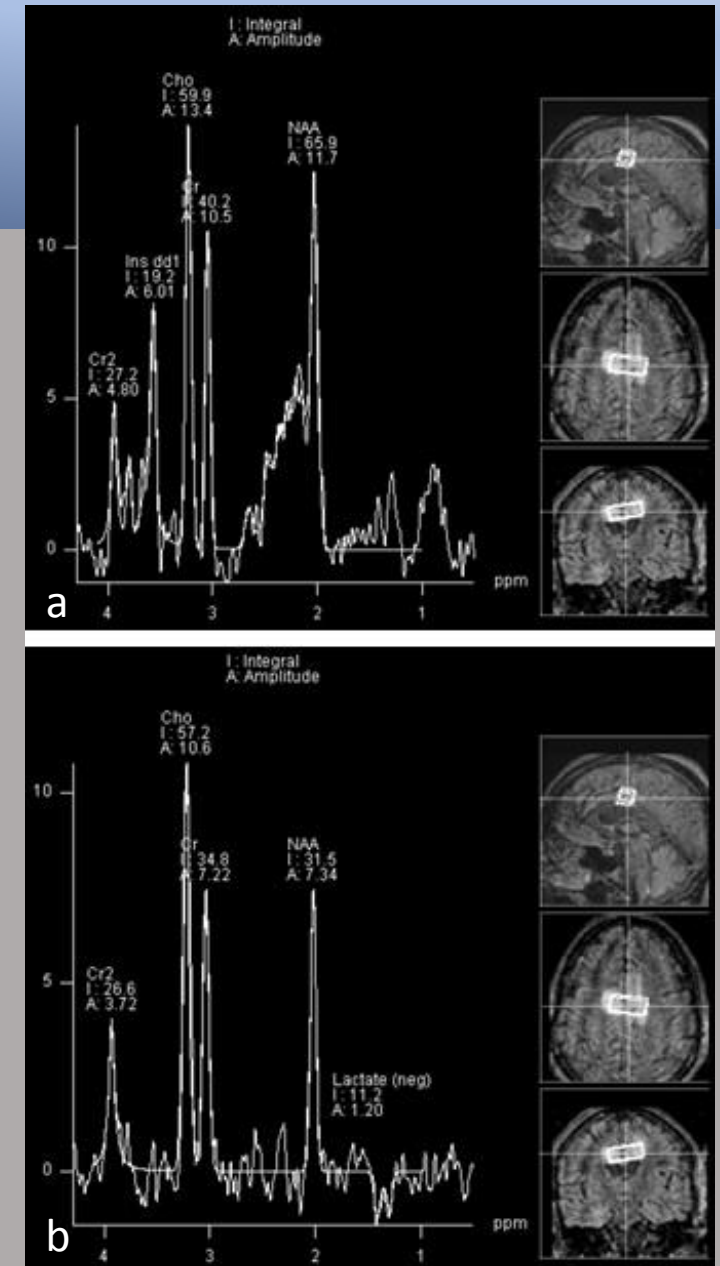 I : Integral
A: Amplitude
Cho
I : 59.9
A: 13.4
NAA
I : 65.9
A: 11.7
Cr
I: 40.2
A: 10.5
10
Ins dd1
I : 19.2
A: 6.01
Cr2
I : 27.2
A: 4.80
5
0
ppm
a
4
3
2
1
I : Integral
A: Amplitude
Cho
I : 57.2
A: 10.6
10
Cr
I: 34.8
A: 7.22
NAA
I : 31.5
A: 7.34
5
Cr2
I : 26.6
A: 3.72
Lactate (neg)
I : 11.2
A: 1.20
0
ppm
b
4
3
2
1